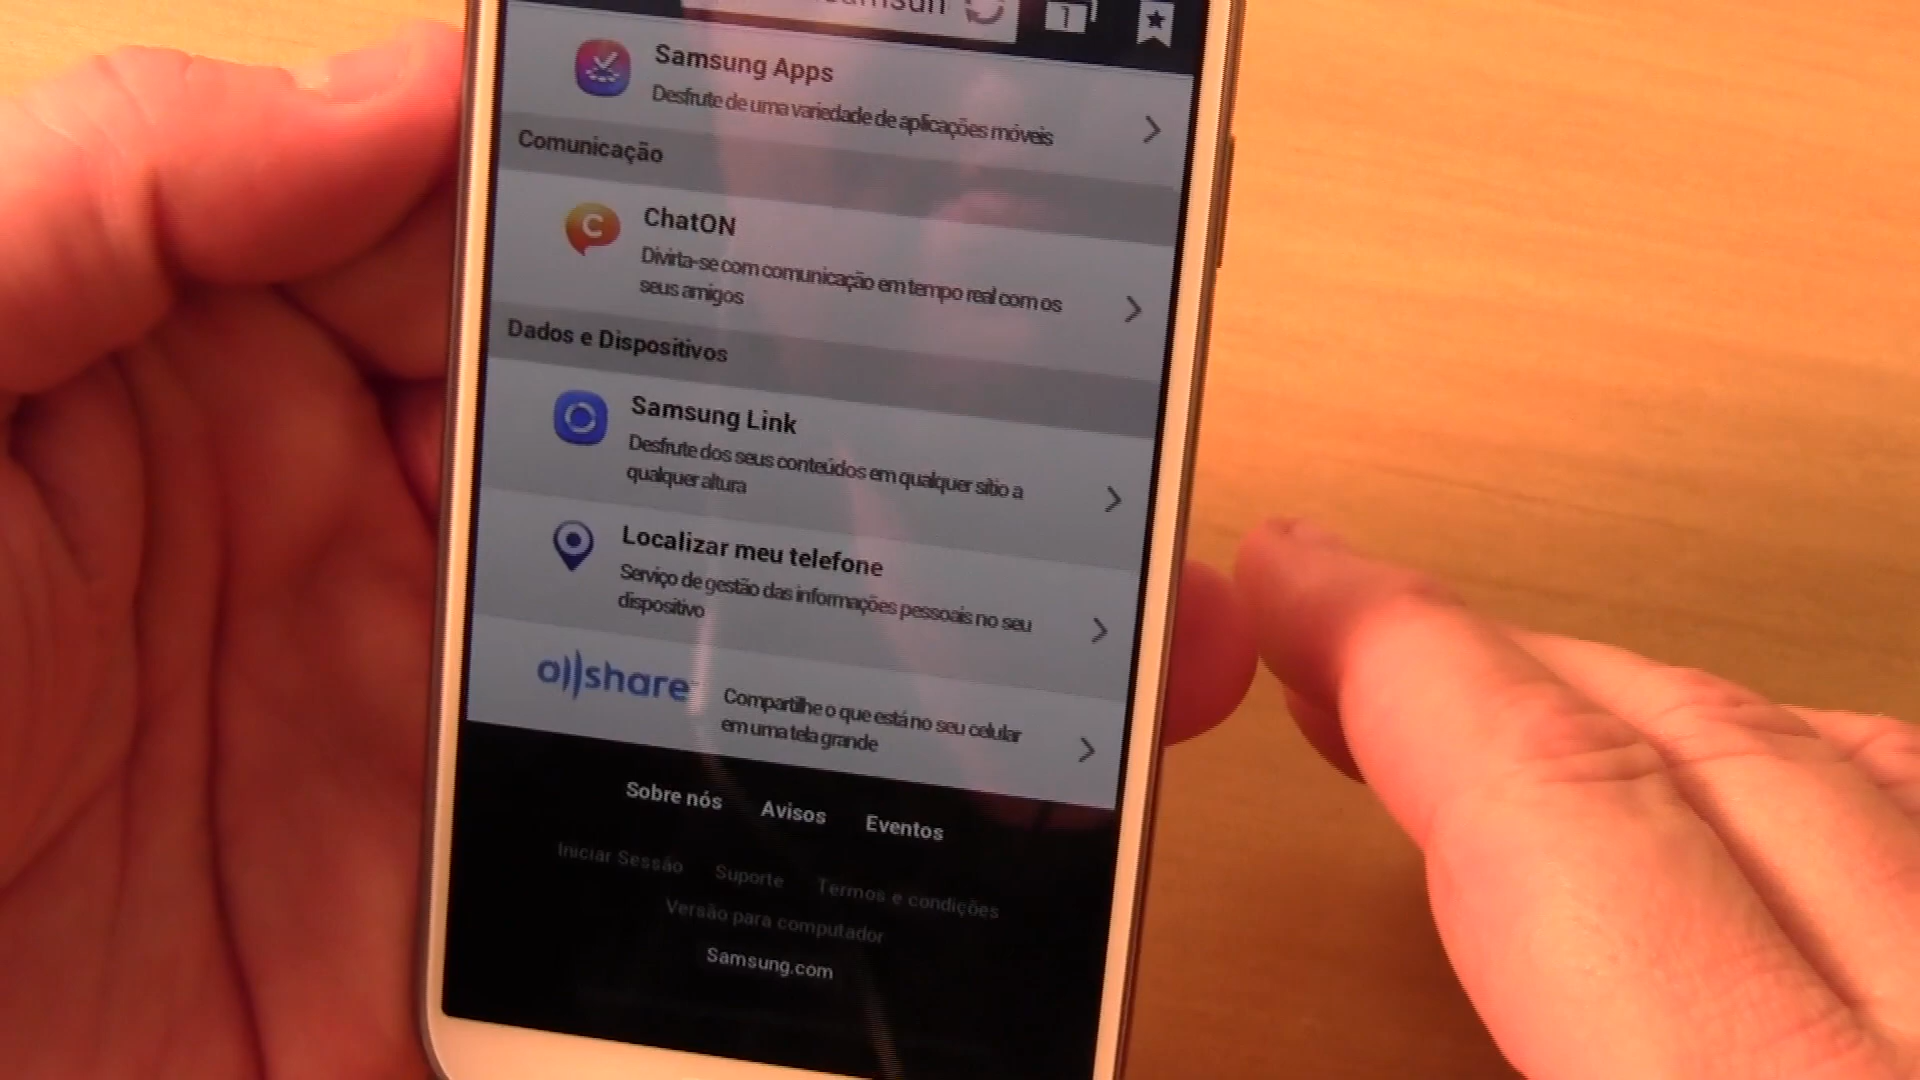 1
Samsung Apps
Desfrute de uma variedade de aplicações móveis
Comunicação
C
ChatON
Divirta-se com comunicação em tempo real com os
seus amigos
Dados e Dispositivos
Samsung Link
Desfrute dos seus conteúdos em qualquer sítio a
qualquer altura
Localizar meu telefone
Serviço de gestão das informações pessoais no seu
dispositivo
allshare
Compartilhe o que está no seu celular
em uma tela grande
Sobre nós Avisos Eventos
Iniciar Sessão Suporte Termos e condições
Versão para computador
Samsung.com